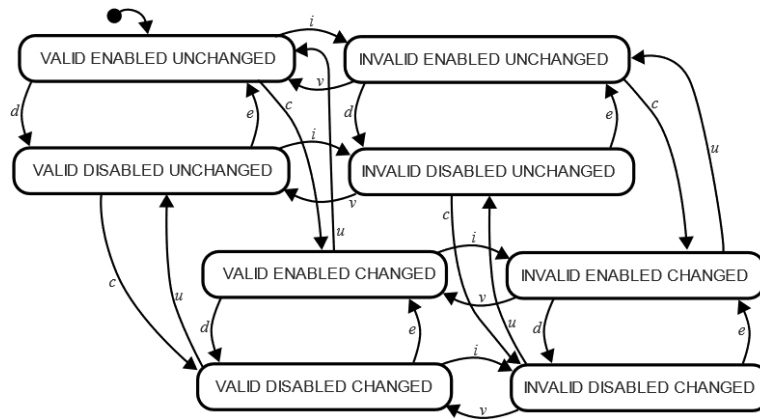 i
VALID ENABLED UNCHANGED
INVALID ENABLED UNCHANGED
v
d
c
d
c
e
e
i
VALID DISABLED UNCHANGED
INVALID DISABLED UNCHANGED
v
u
c
u
i
VALID ENABLED CHANGED
INVALID ENABLED CHANGED
c
u
v
d
e
u
d
e
i
VALID DISABLED CHANGED
INVALID DISABLED CHANGED
v